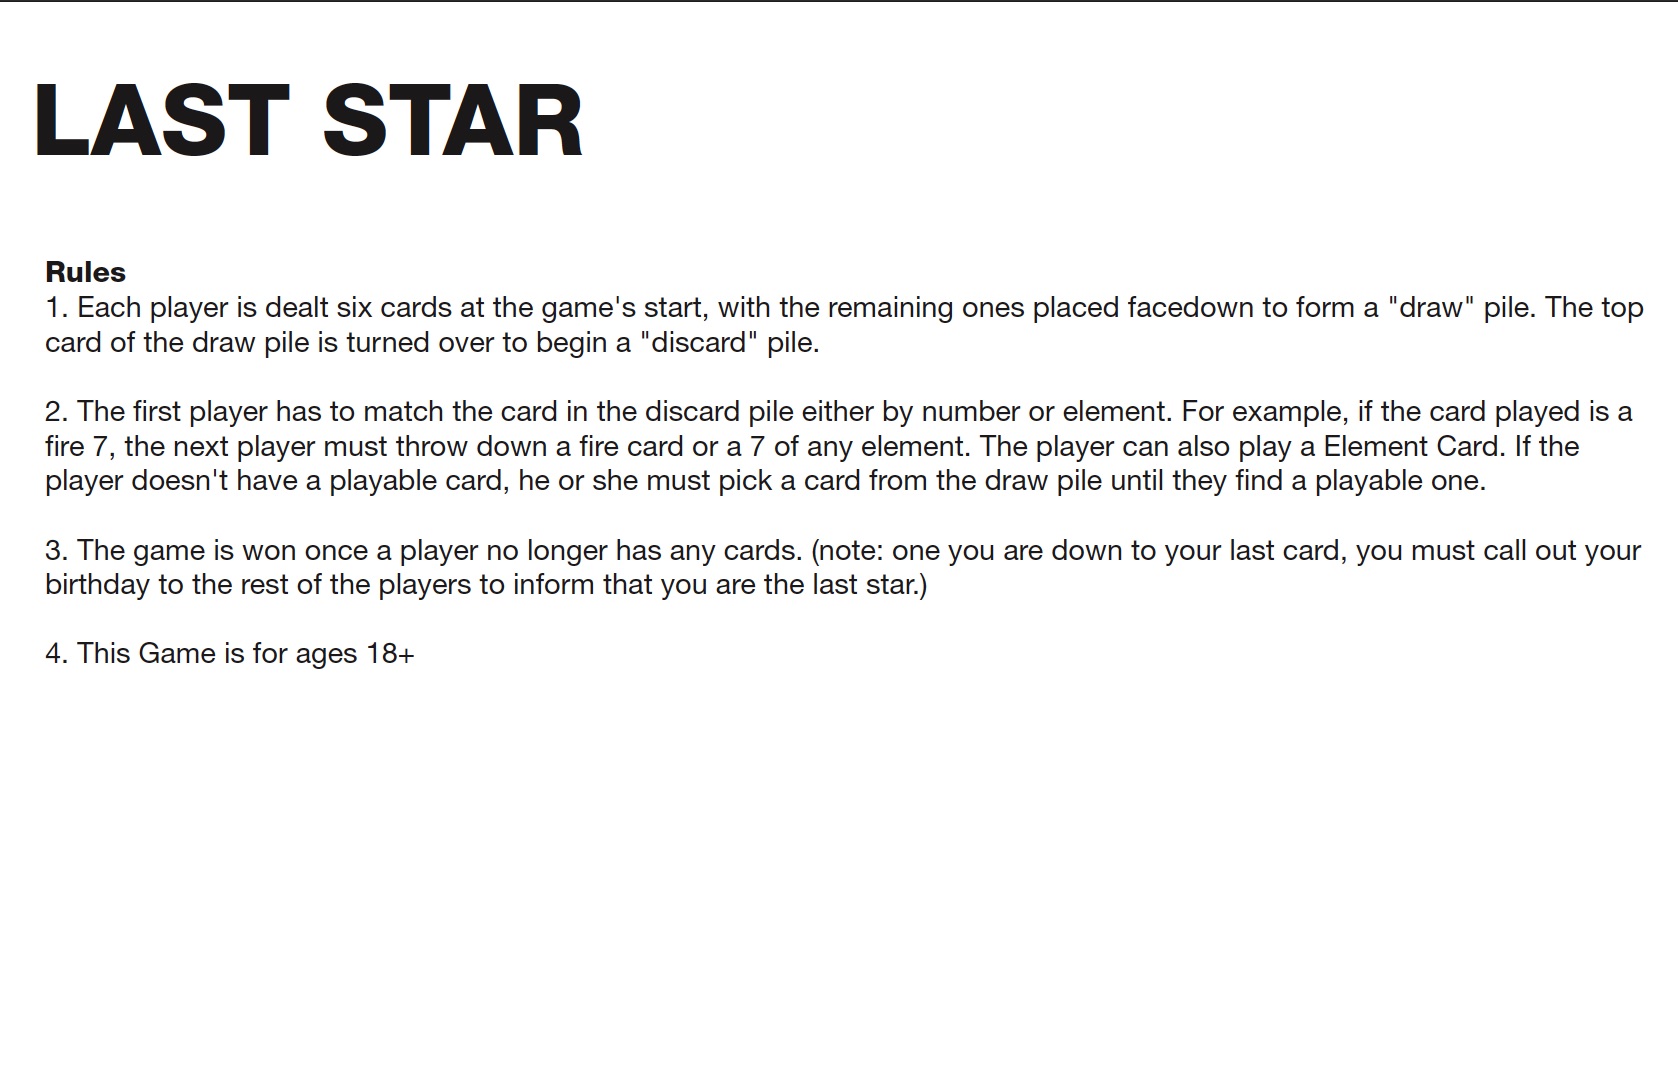 LAST STAR
Rules
1. Each player is dealt six cards at the game's start, with the remaining ones placed facedown to form a "draw" pile. The top
card of the draw pile is turned over to begin a "discard" pile.
2. The first player has to match the card in the discard pile either by number or element. For example, if the card played is a
fire 7, the next player must throw down a fire card or a 7 of any element. The player can also play a Element Card. If the
player doesn't have a playable card, he or she must pick a card from the draw pile until they find a playable one.
3. The game is won once a player no longer has any cards. (note: one you are down to your last card, you must call out your
birthday to the rest of the players to inform that you are the last star.)
4. This Game is for ages 18+